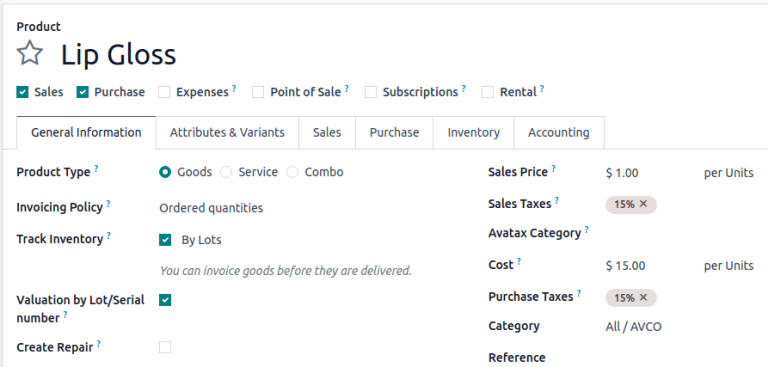 Product
Lip Gloss
Sales Purchase Expenses ? Point of Sale ? Subscriptions ? Rental ?
General Information Attributes & Variants Sales Purchase Inventory Accounting
Product Type ? Goods Service Combo
Sales Price ? $ 1.00 per Units
Invoicing Policy ? Ordered quantities
Sales Taxes ? 15% ×
Track Inventory ? By Lots
Avatax Category ?
You can invoice goods before they are delivered.
Cost ? $ 15.00 per Units
Valuation by Lot/Serial
number ?
Purchase Taxes ? 15% ×
Category All / AVCO
Create Repair ?
Reference